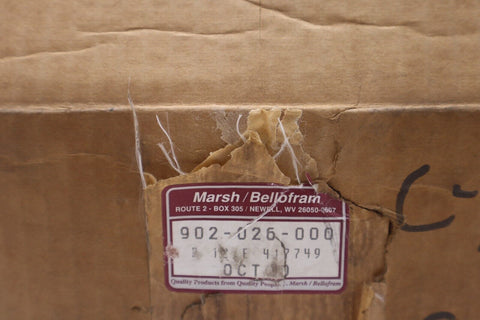 Marsh / Bellofram
ROUTE 2 - BOX 305 / NEWELL, WV 26050-
902-026-000
E 417749
OCT
Quality Products from Quality People... Marsh / Bellofram
C-